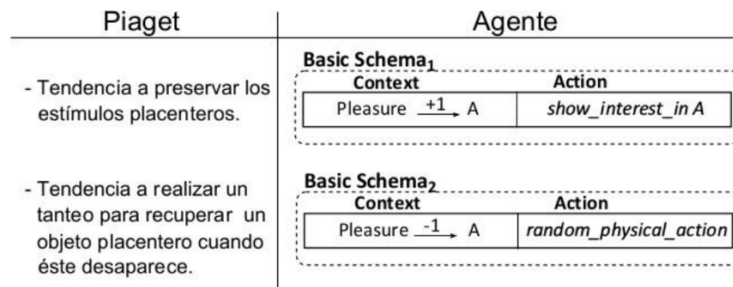 Piaget
Agente
- Tendencia a preservar los
estímulos placenteros.
Basic Schema₁
Context
Action
Pleasure +1 A
show_interest_in A
- Tendencia a realizar un
tanteo para recuperar un
objeto placentero cuando
éste desaparece.
Basic Schema₂
Context
Action
Pleasure -1 A
random_physical_action